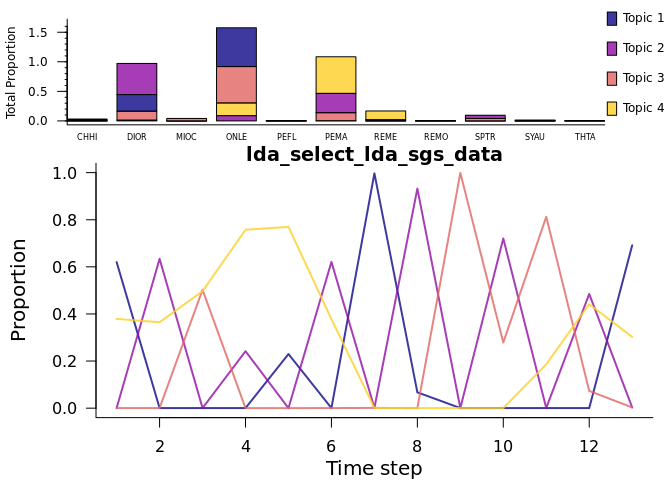 Total Proportion
1.5
1.0
0.5
0.0
CHHI DIOR MIOC ONLE PEFL PEMA REME REMO SPTR SYAU THTA
Topic 1
Topic 2
Topic 3
Topic 4
lda_select_lda_sgs_data
Proportion
1.0
0.8
0.6
0.4
0.2
0.0
2 4 6 8 10 12
Time step